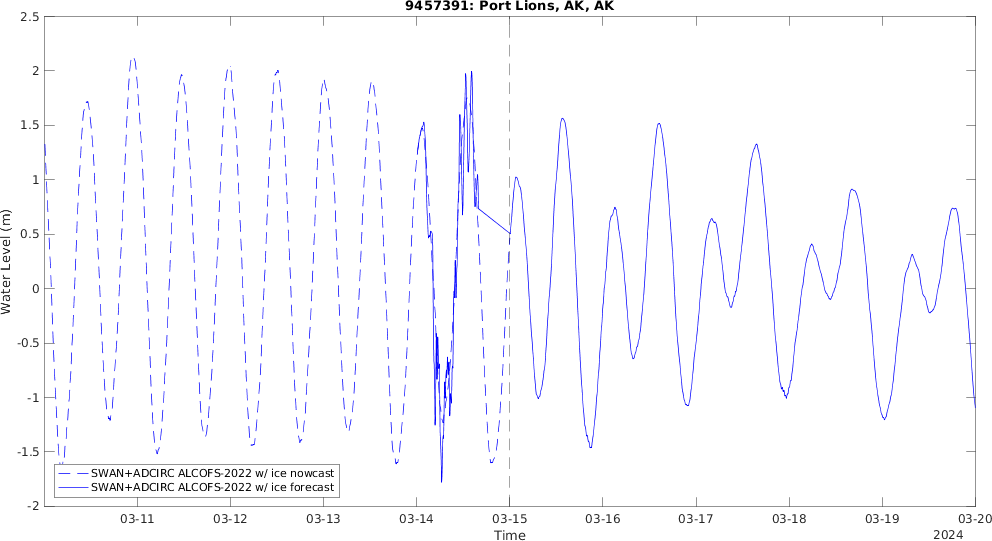 9457391: Port Lions, AK, AK
2.5
2
1.5
1
0.5
0
-0.5
-1
-1.5
-2
Water Level (m)
SWAN+ADCIRC ALCOFS-2022 w/ ice nowcast
SWAN+ADCIRC ALCOFS-2022 w/ ice forecast
03-11 03-12 03-13 03-14 03-15 03-16 03-17 03-18 03-19 03-20
Time
2024